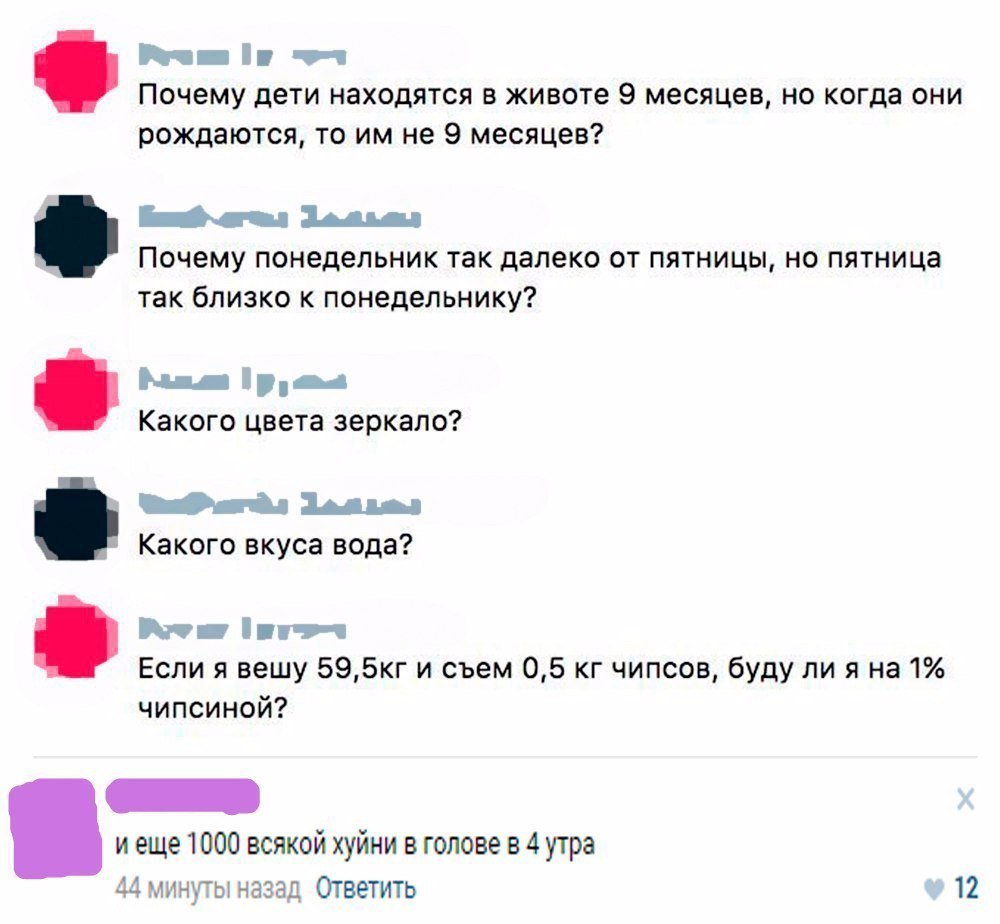 Почему дети находятся в животе 9 месяцев, но когда они
рождаются, то им не 9 месяцев?
Почему понедельник так далеко от пятницы, но пятница
так близко к понедельнику?
Какого цвета зеркало?
Какого вкуса вода?
Если я вешу 59,5кг и съем 0,5 кг чипсов, буду ли я на 1%
чипсиной?
и еще 1000 всякой хуйни в голове в 4 утра
44 минуты назад Ответить 12